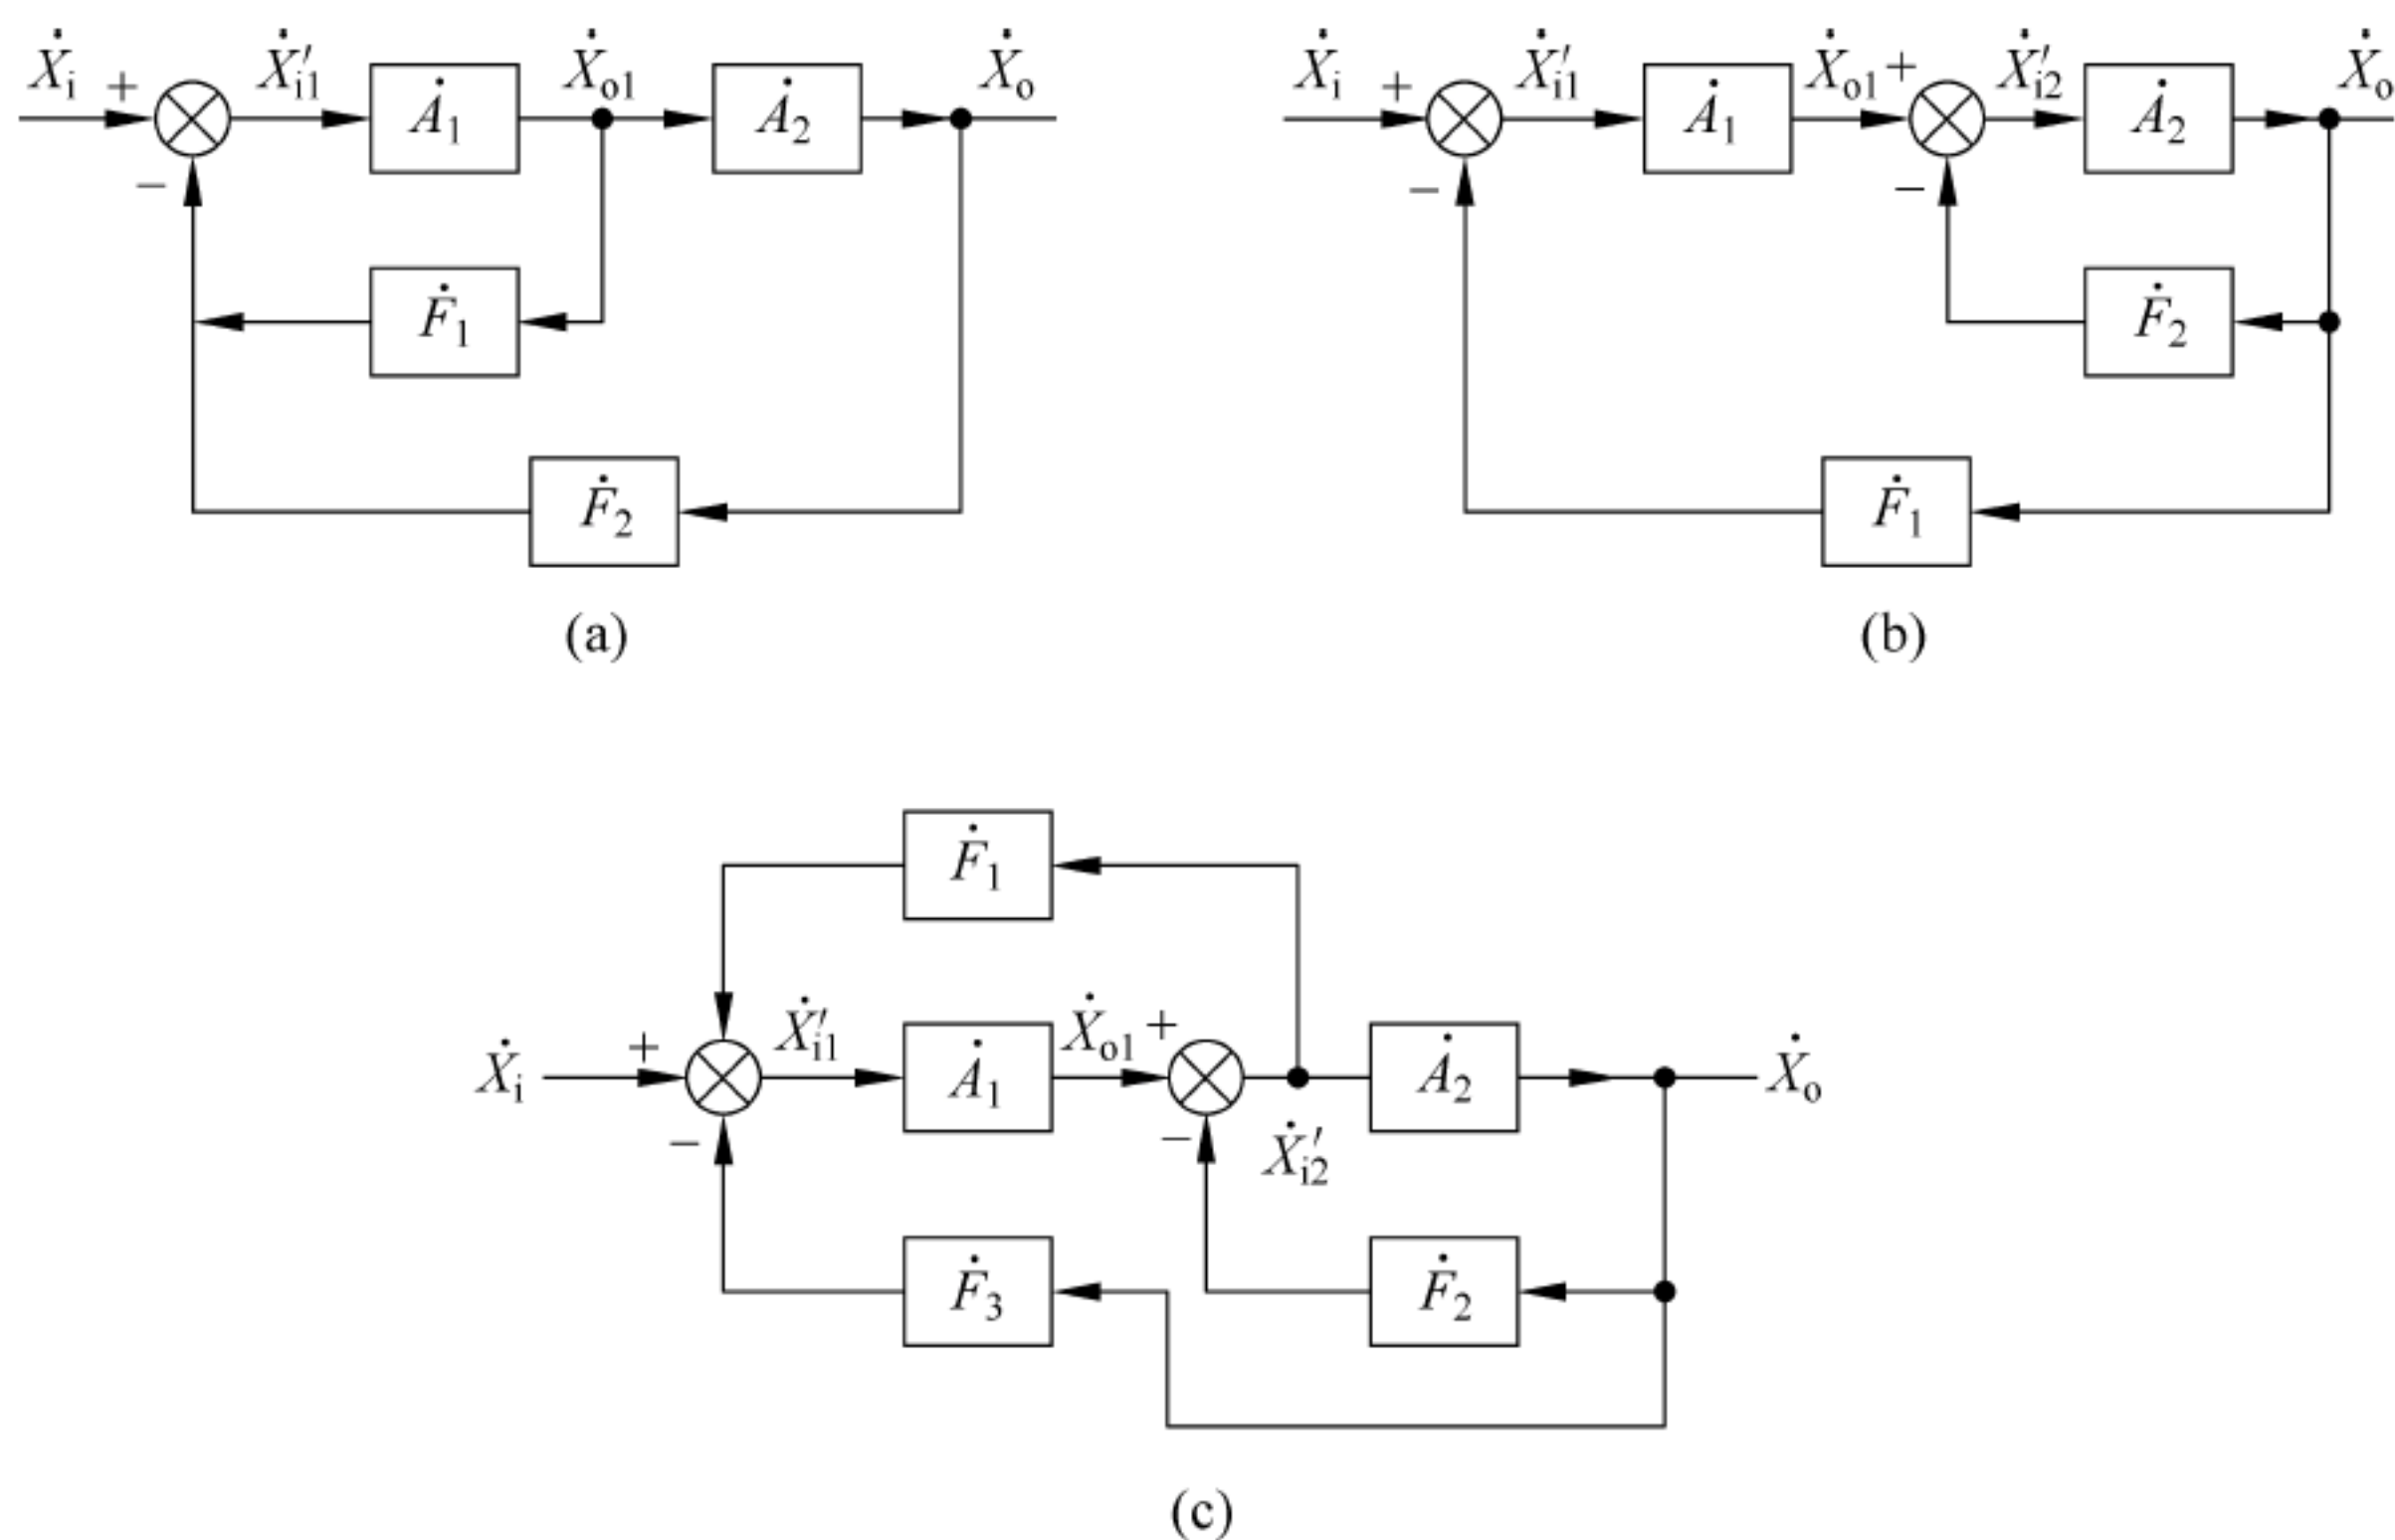 Ẋi + Ẋ′i1 Ȧ1 Ẋo1 Ȧ2 Ẋo
−
Ḟ1
Ḟ2
(a)
Ẋi + Ẋ′i1 Ȧ1 Ẋo1 + Ẋ′i2 Ȧ2 Ẋo
− −
Ḟ2
Ḟ1
(b)
Ḟ1
Ẋi + Ẋ′i1 Ȧ1 Ẋo1 + Ȧ2 Ẋo
− − Ẋ′i2
Ḟ3 Ḟ2
(c)